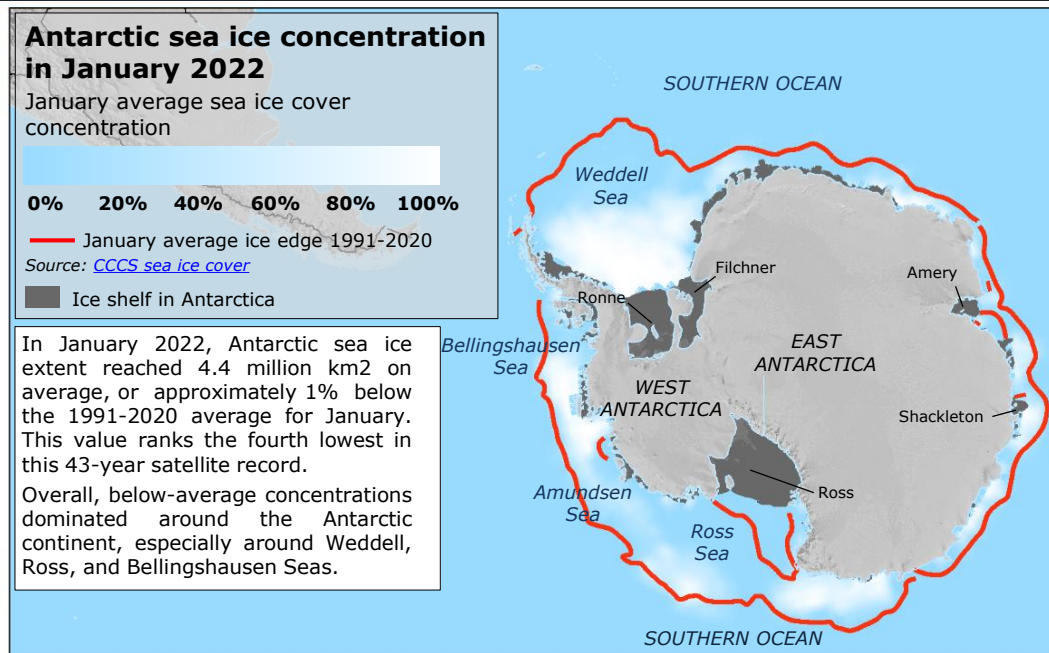 Antarctic sea ice concentration
in January 2022
January average sea ice cover
concentration
0% 20% 40% 60% 80% 100%
January average ice edge 1991-2020
Source: CCCS sea ice cover
Ice shelf in Antarctica
In January 2022, Antarctic sea ice
extent reached 4.4 million km2 on
average, or approximately 1% below
the 1991-2020 average for January.
This value ranks the fourth lowest in
this 43-year satellite record.
Overall, below-average concentrations
dominated around the Antarctic
continent, especially around Weddell,
Ross, and Bellingshausen Seas.
SOUTHERN OCEAN
Weddell
Sea
Filchner
Amery
Ronne
Bellingshausen
Sea
EAST
ANTARCTICA
WEST
ANTARCTICA
Shackleton
Ross
Amundsen
Sea
Ross
Sea
SOUTHERN OCEAN